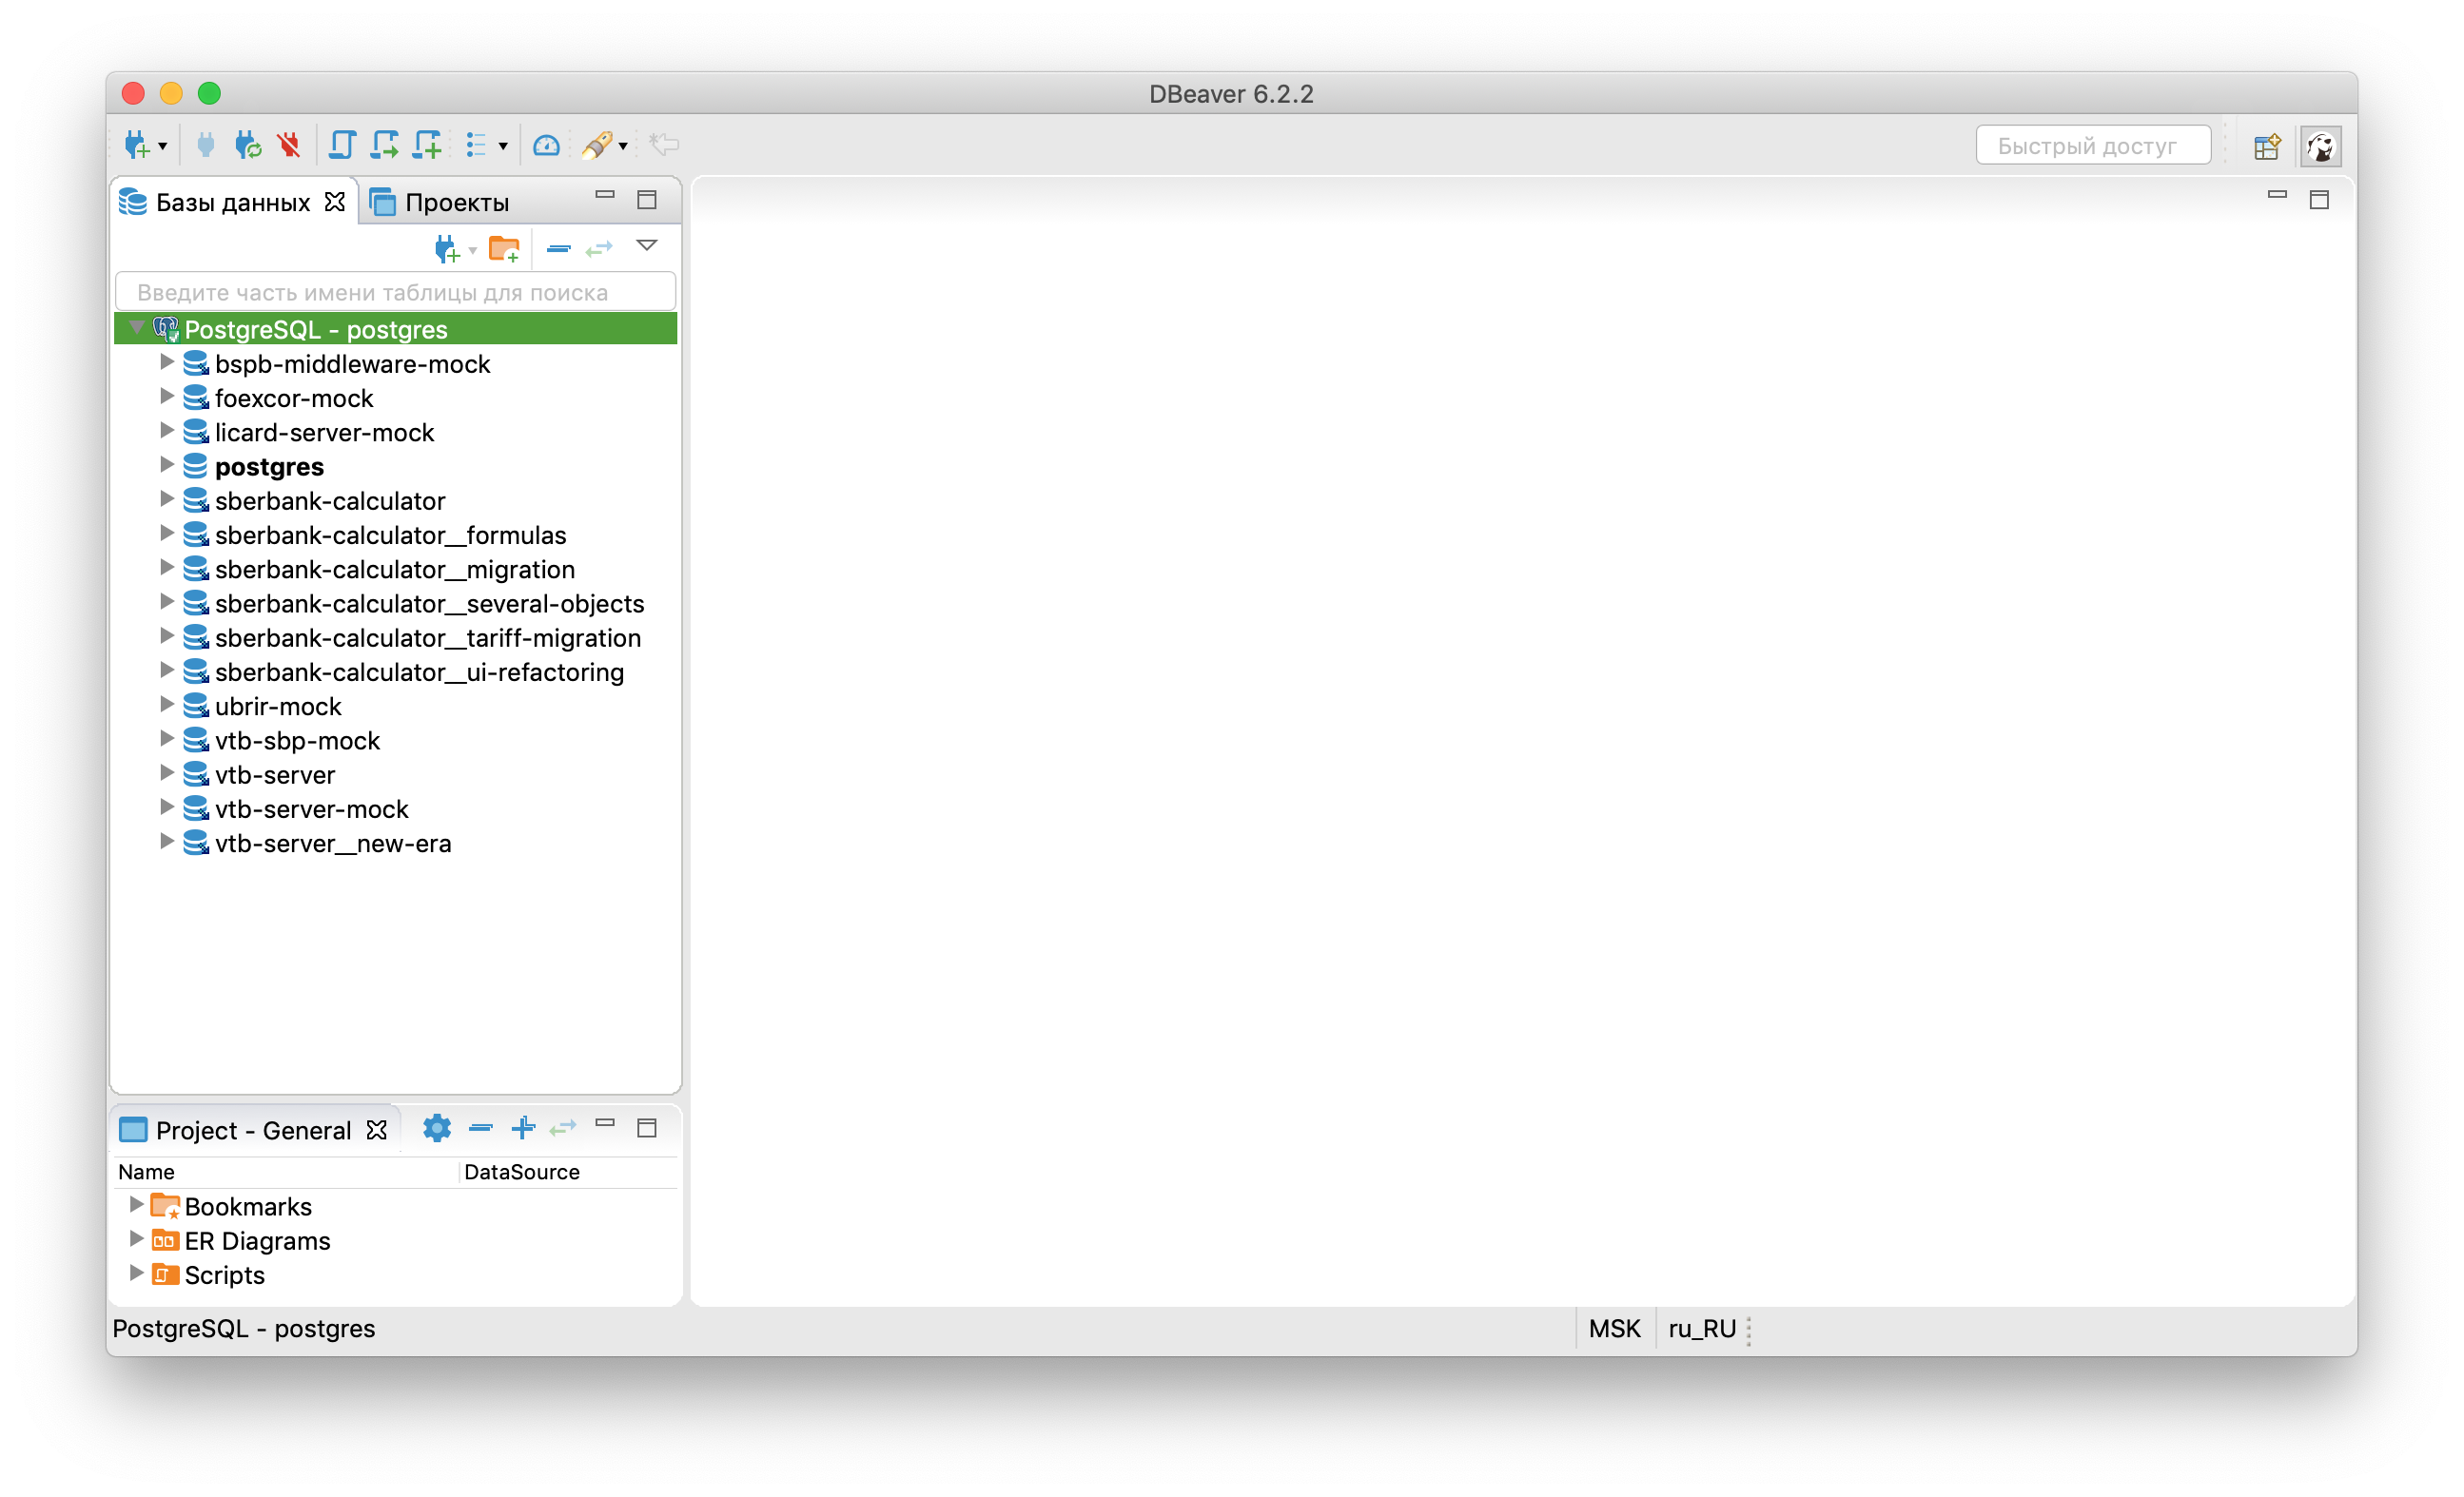 DBeaver 6.2.2
Быстрый доступ
Базы данных
Проекты
Введите часть имени таблицы для поиска
PostgreSQL - postgres
bspb-middleware-mock
foexcor-mock
licard-server-mock
postgres
sberbank-calculator
sberbank-calculator__formulas
sberbank-calculator__migration
sberbank-calculator__several-objects
sberbank-calculator__tariff-migration
sberbank-calculator__ui-refactoring
ubrir-mock
vtb-sbp-mock
vtb-server
vtb-server-mock
vtb-server__new-era
Project - General
Name DataSource
Bookmarks
ER Diagrams
Scripts
PostgreSQL - postgres MSK ru_RU